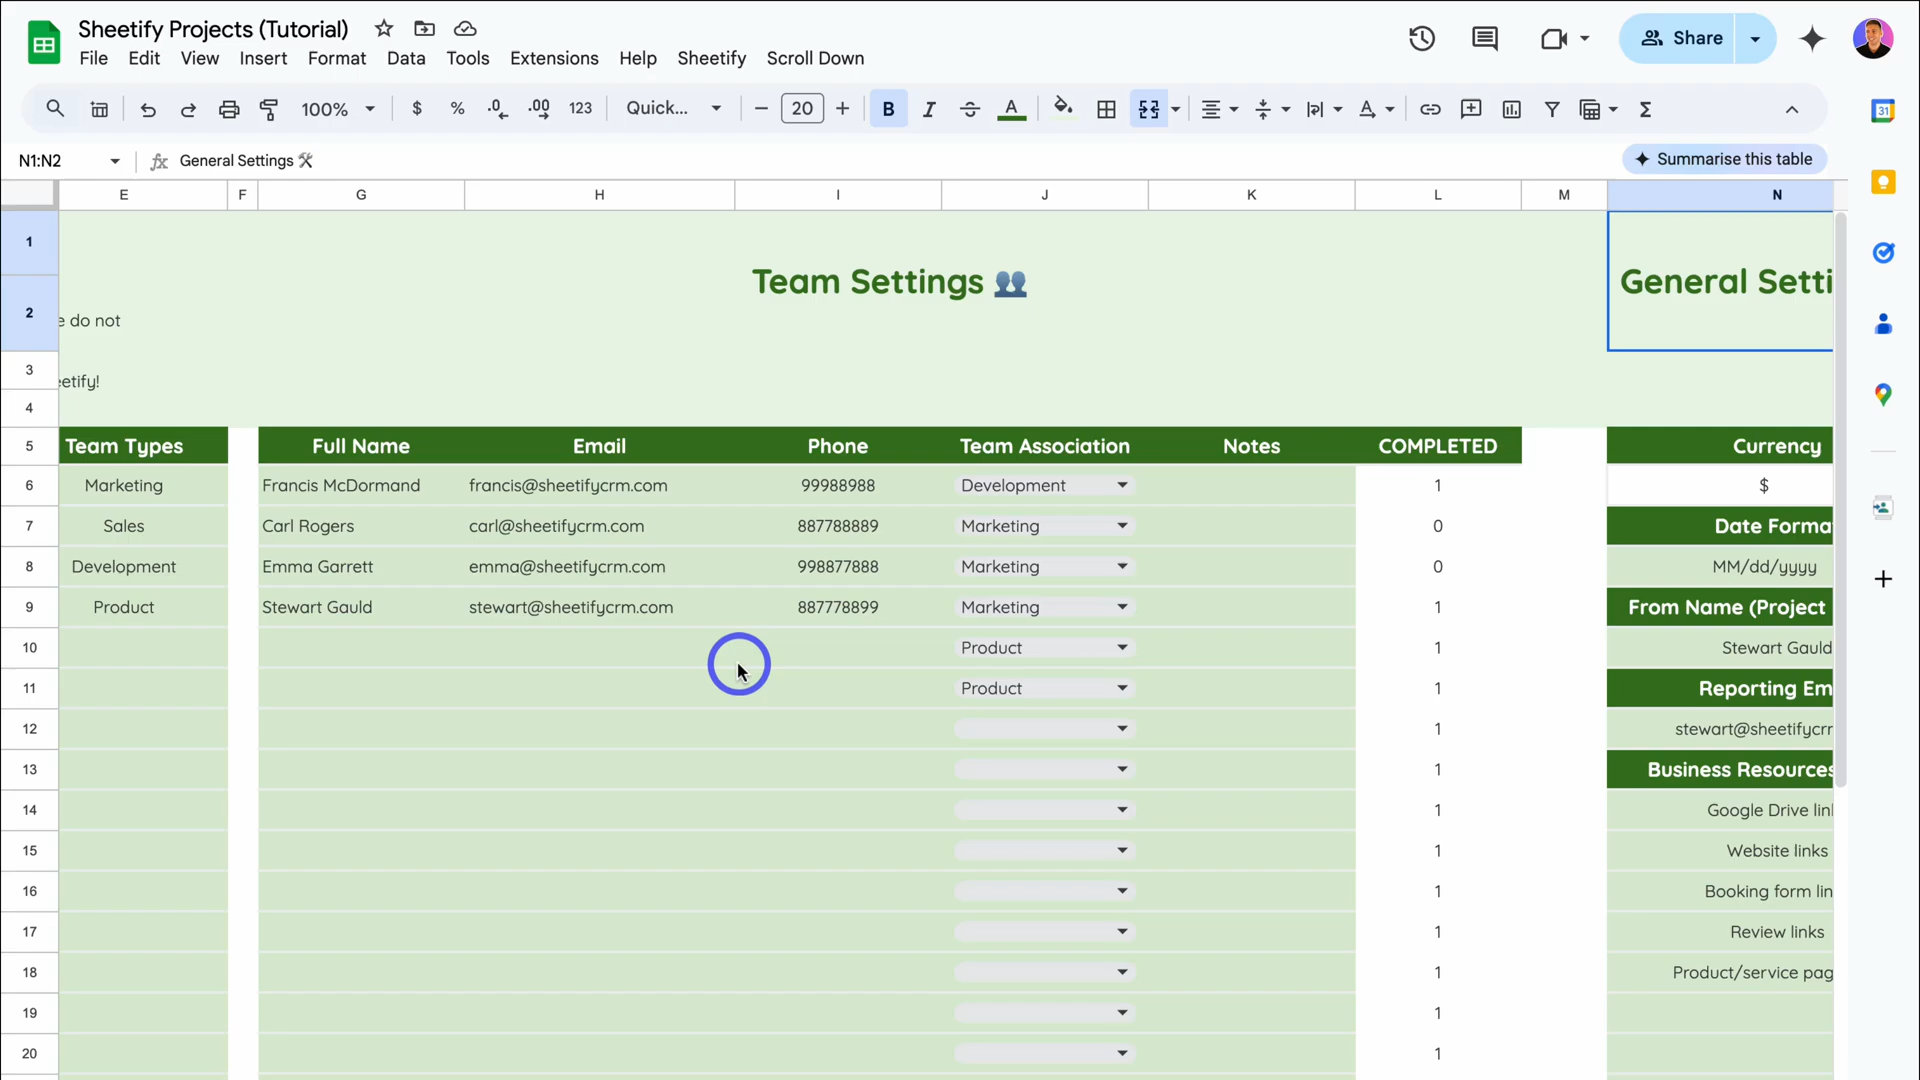 Sheetify Projects (Tutorial)
File Edit View Insert Format Data Tools Extensions Help Sheetify Scroll Down
Share
100% $ % .0 .00 123 Quick... 20 B I A
31
N1:N2 fx General Settings 🛠
Summarise this table
E F G H I J K L M N
1 Team Settings 👥 General Setti
2 e do not
3 eetify!
4
5 Team Types Full Name Email Phone Team Association Notes COMPLETED Currency
6 Marketing Francis McDormand francis@sheetifycrm.com 99988988 Development 1 $
7 Sales Carl Rogers carl@sheetifycrm.com 887788889 Marketing 0 Date Forma
8 Development Emma Garrett emma@sheetifycrm.com 998877888 Marketing 0 MM/dd/yyyy
9 Product Stewart Gauld stewart@sheetifycrm.com 887778899 Marketing 1 From Name (Project
10 Product 1 Stewart Gauld
11 Product 1 Reporting Em
12 1 stewart@sheetifycrr
13 1 Business Resources
14 1 Google Drive lin
15 1 Website links
16 1 Booking form lin
17 1 Review links
18 1 Product/service pag
19 1
20 1